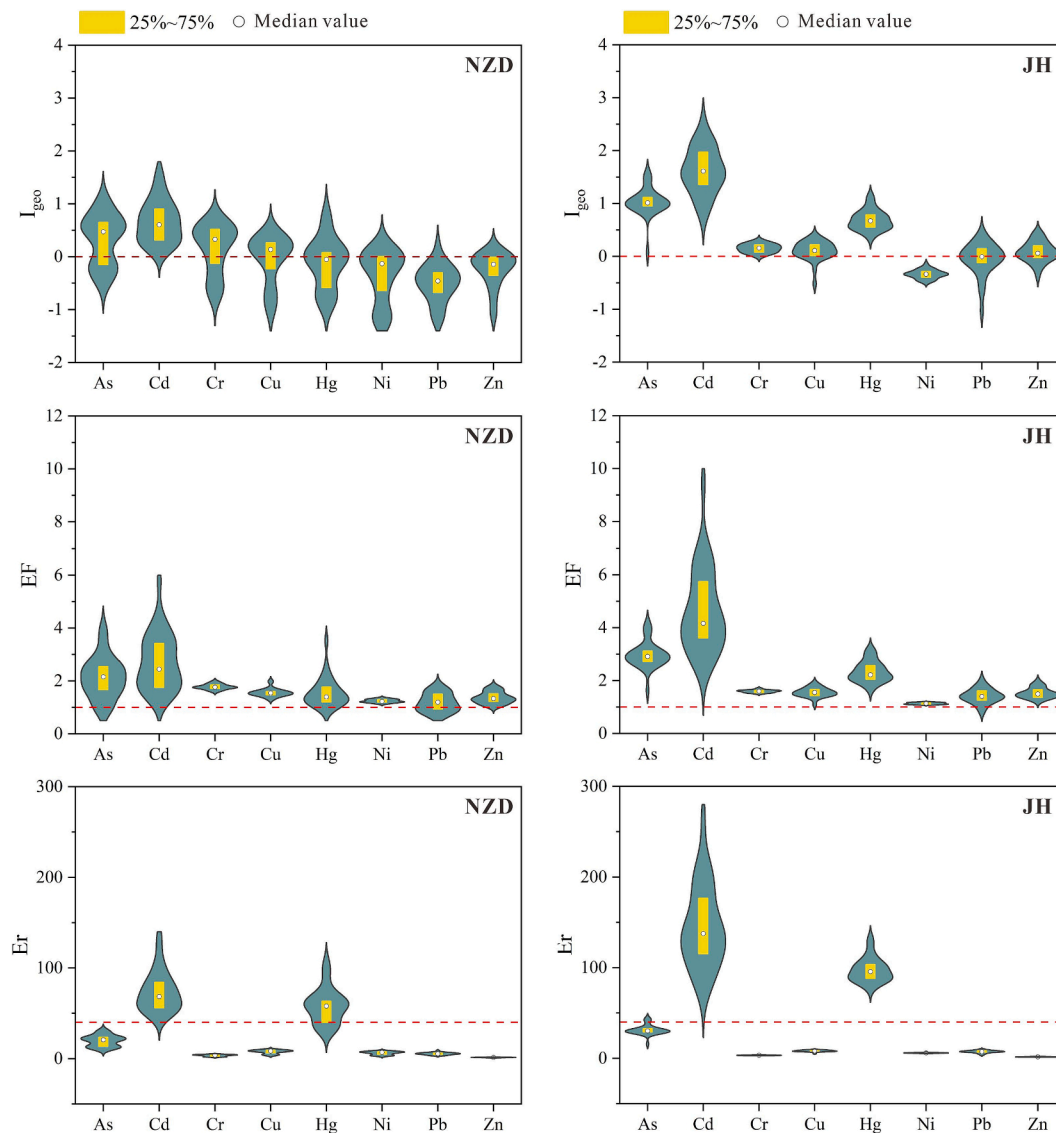 25%~75% Median value
25%~75% Median value
NZD
4
3
2
1
0
-1
-2
I_geo
As Cd Cr Cu Hg Ni Pb Zn
JH
4
3
2
1
0
-1
-2
I_geo
As Cd Cr Cu Hg Ni Pb Zn
NZD
12
10
8
6
4
2
0
EF
As Cd Cr Cu Hg Ni Pb Zn
JH
12
10
8
6
4
2
0
EF
As Cd Cr Cu Hg Ni Pb Zn
NZD
300
200
100
0
Er
As Cd Cr Cu Hg Ni Pb Zn
JH
300
200
100
0
Er
As Cd Cr Cu Hg Ni Pb Zn